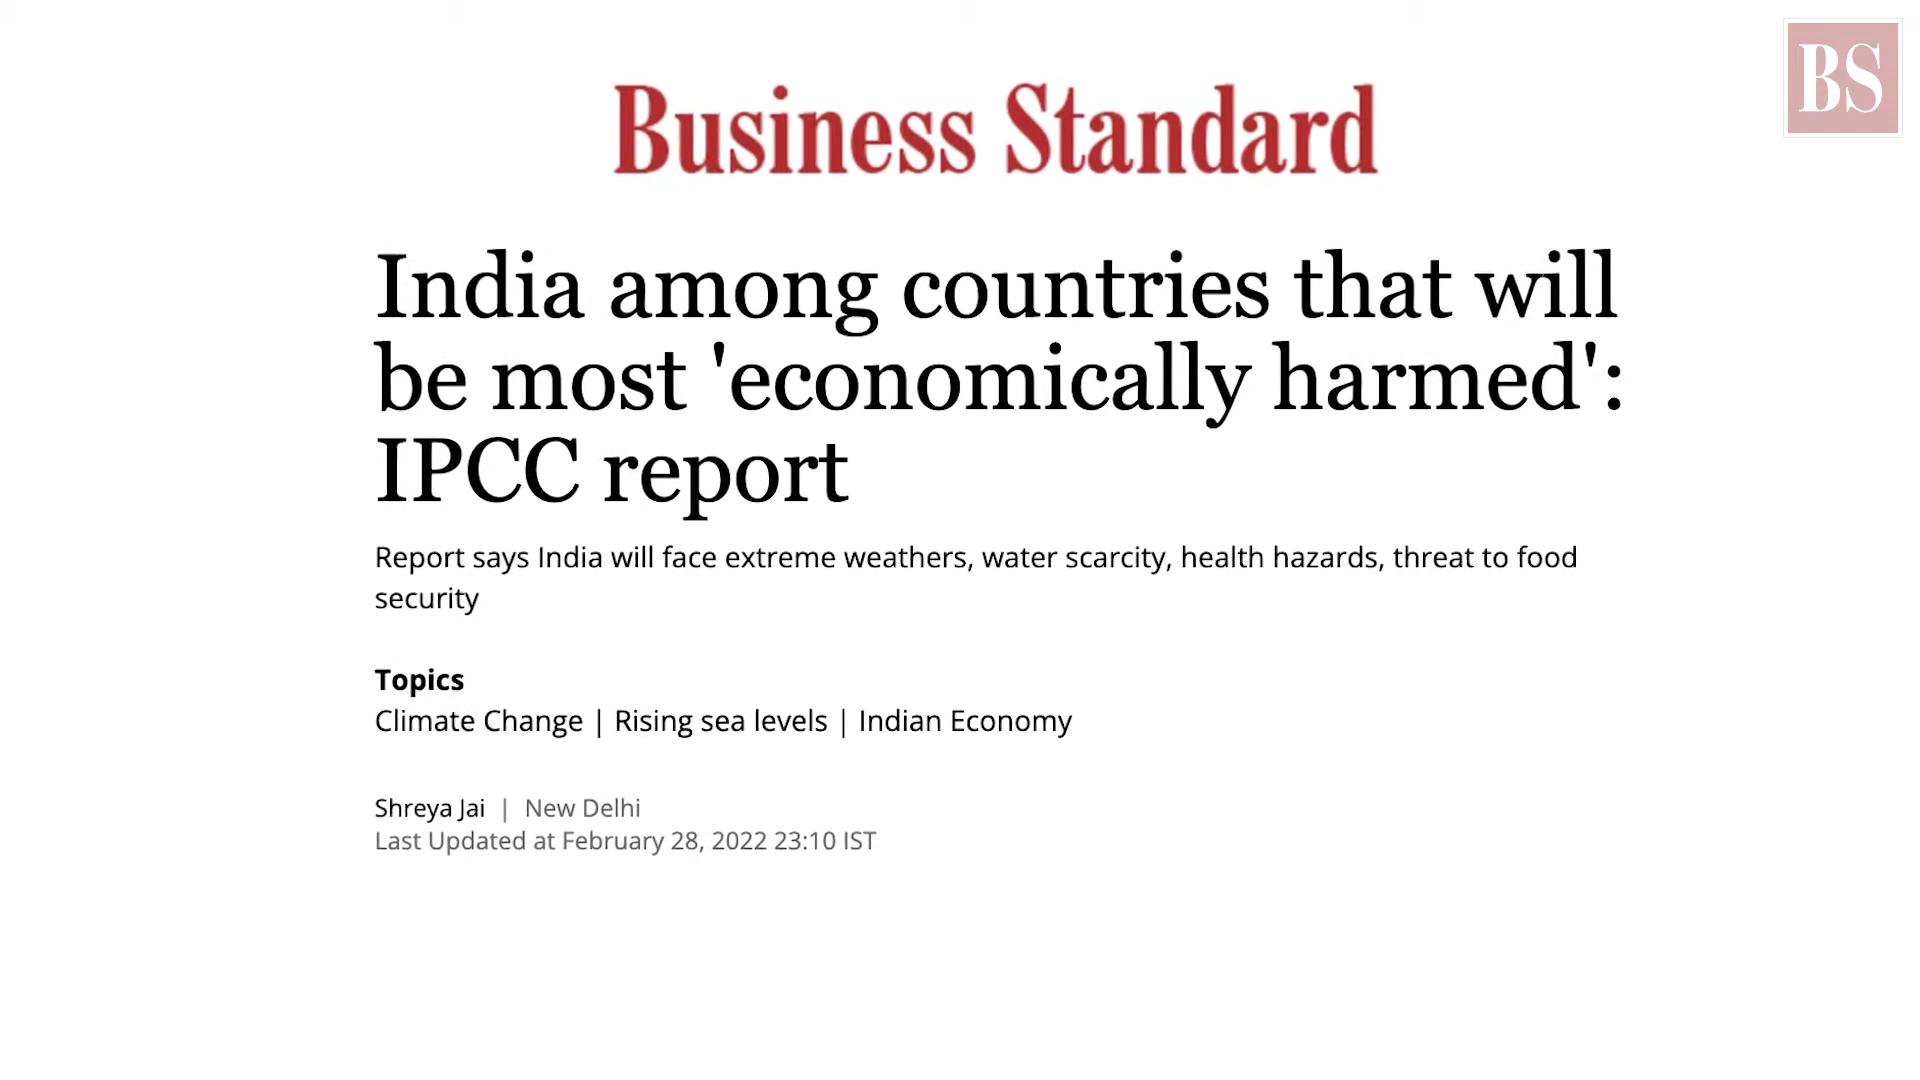 BS
Business Standard
India among countries that will
be most 'economically harmed':
IPCC report
Report says India will face extreme weathers, water scarcity, health hazards, threat to food
security
Topics
Climate Change | Rising sea levels | Indian Economy
Shreya Jai | New Delhi
Last Updated at February 28, 2022 23:10 IST